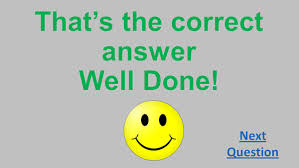 That’s the correct
answer
Well Done!
Next
Question